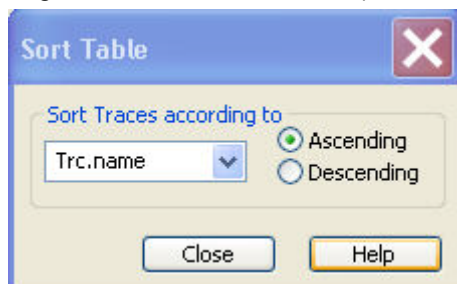 Sort Table
Sort Traces according to
Trc.name
Ascending
Descending
Close
Help